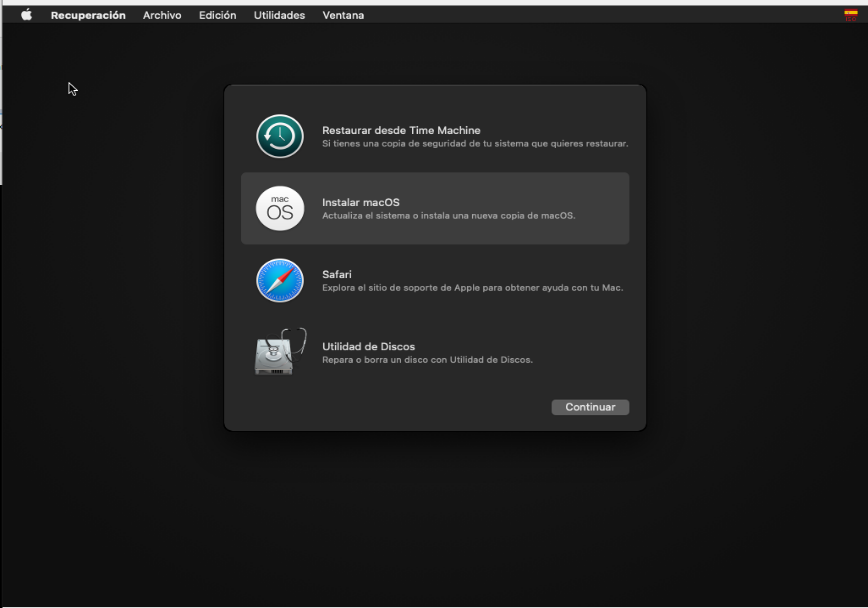 Recuperación Archivo Edición Utilidades Ventana
Restaurar desde Time Machine
Si tienes una copia de seguridad de tu sistema que quieres restaurar.
mac
OS
Instalar macOS
Actualiza el sistema o instala una nueva copia de macOS.
Safari
Explora el sitio de soporte de Apple para obtener ayuda con tu Mac.
Utilidad de Discos
Repara o borra un disco con Utilidad de Discos.
Continuar